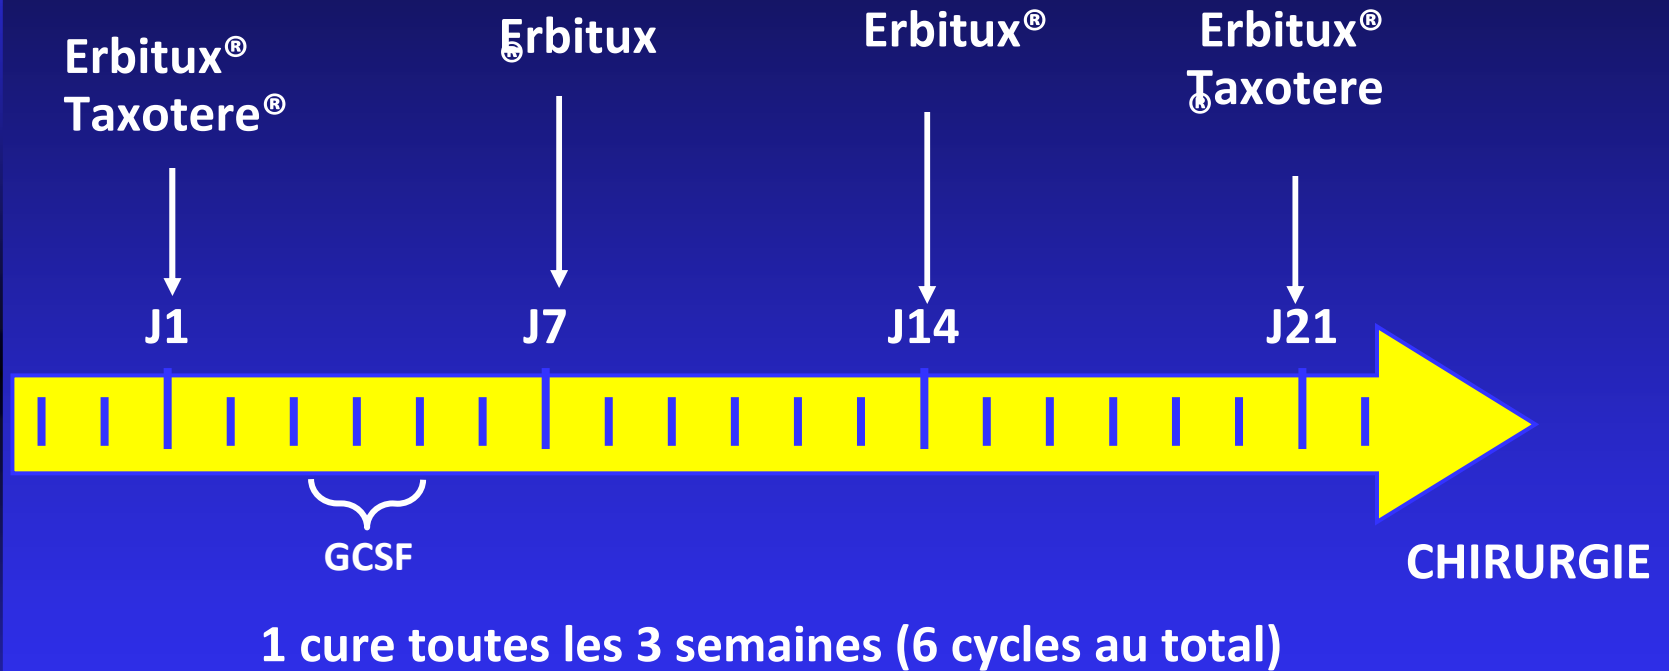 Erbitux®
Taxotere®
Erbitux
®
Erbitux®
Erbitux®
Taxotere
®
J1
J7
J14
J21
GCSF
CHIRURGIE
1 cure toutes les 3 semaines (6 cycles au total)